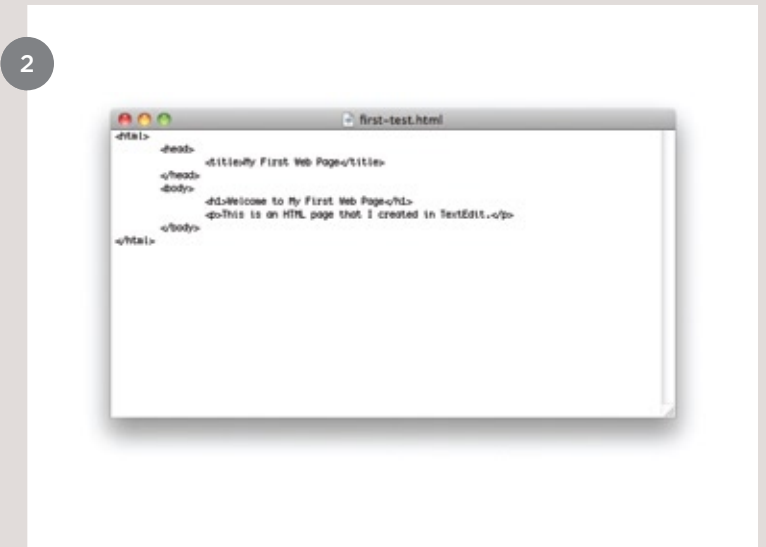 2
first-test.html
<html>
<head>
<title>My First Web Page</title>
</head>
<body>
<h1>Welcome to My First Web Page</h1>
<p>This is an HTML page that I created in TextEdit.</p>
</body>
</html>